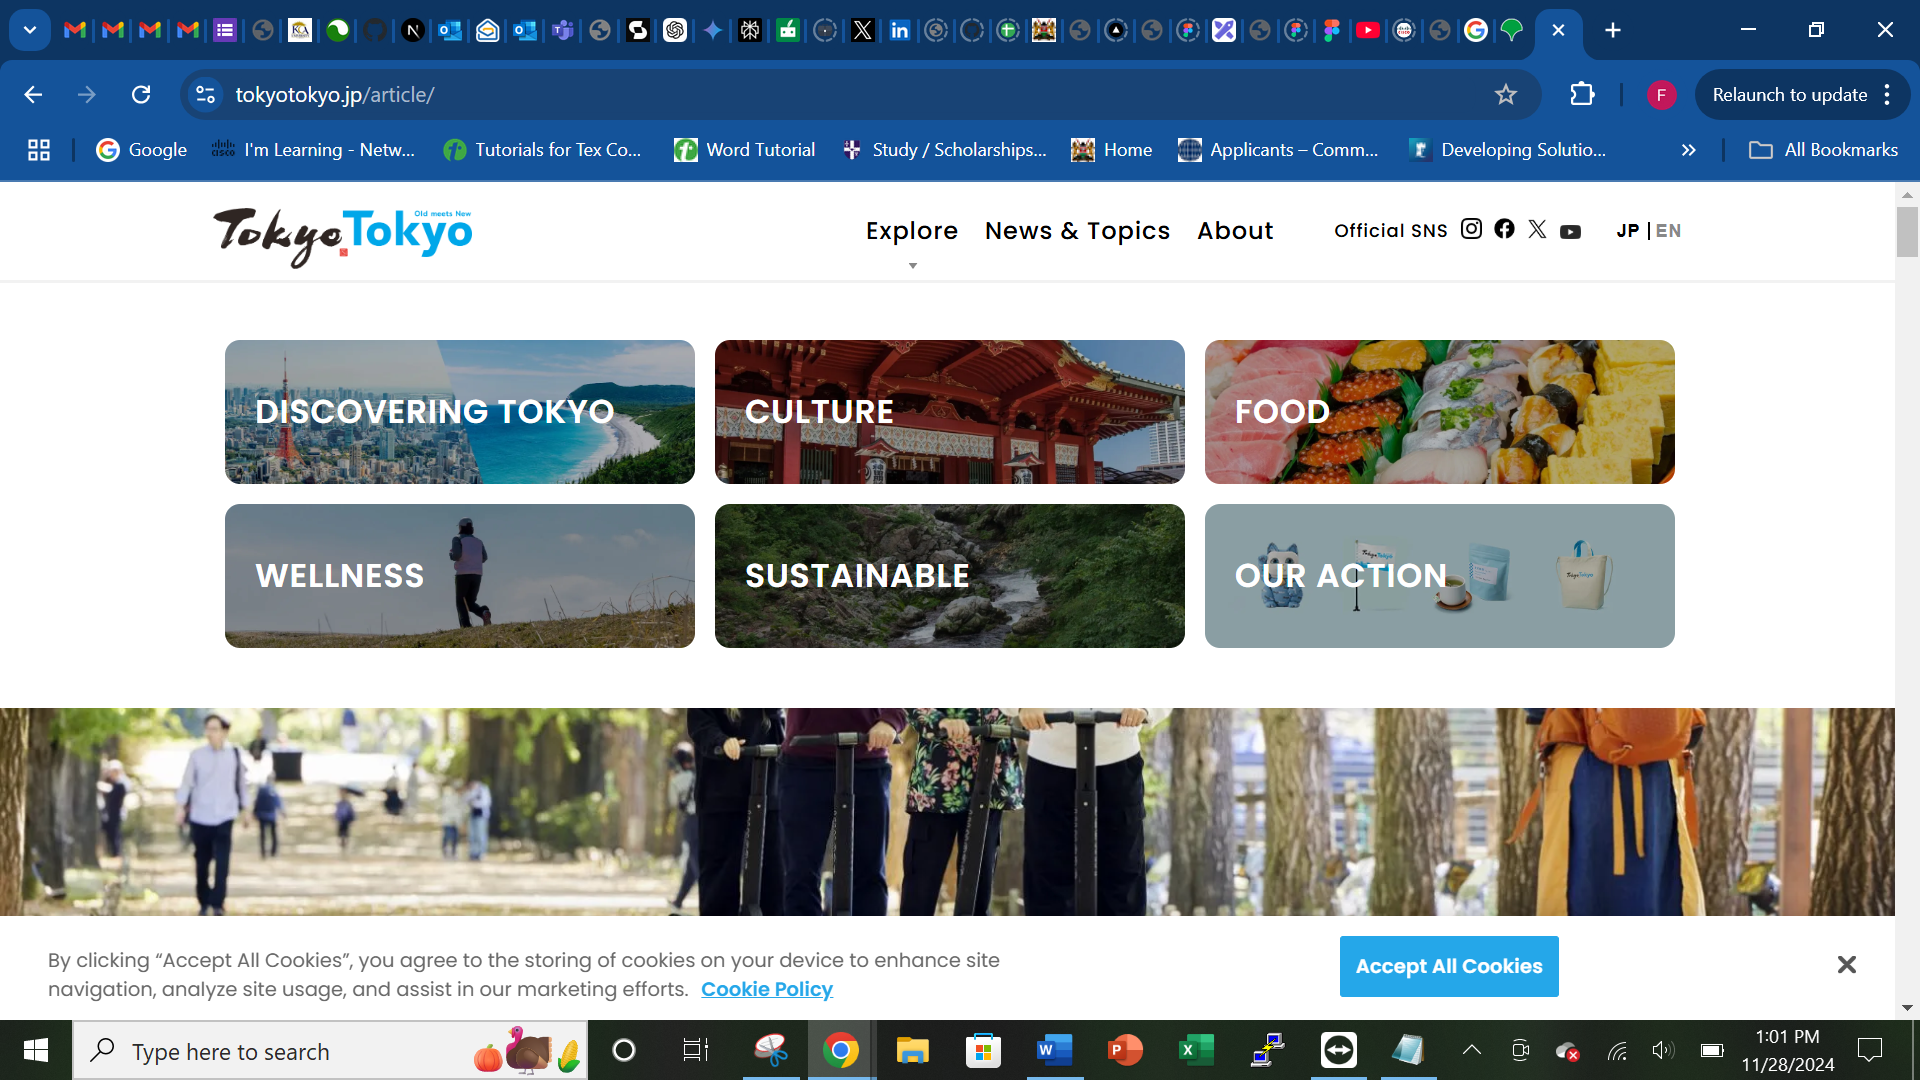 tokyotokyo.jp/article/
F
Relaunch to update
Google
I'm Learning - Netw...
Tutorials for Tex Co...
Word Tutorial
Study / Scholarships...
Home
Applicants – Comm...
Developing Solutio...
All Bookmarks
Tokyo Tokyo
Old meets New
Explore
News & Topics
About
Official SNS
JP | EN
DISCOVERING TOKYO
CULTURE
FOOD
WELLNESS
SUSTAINABLE
OUR ACTION
By clicking “Accept All Cookies”, you agree to the storing of cookies on your device to enhance site
navigation, analyze site usage, and assist in our marketing efforts. Cookie Policy
Accept All Cookies
Type here to search
1:01 PM
11/28/2024